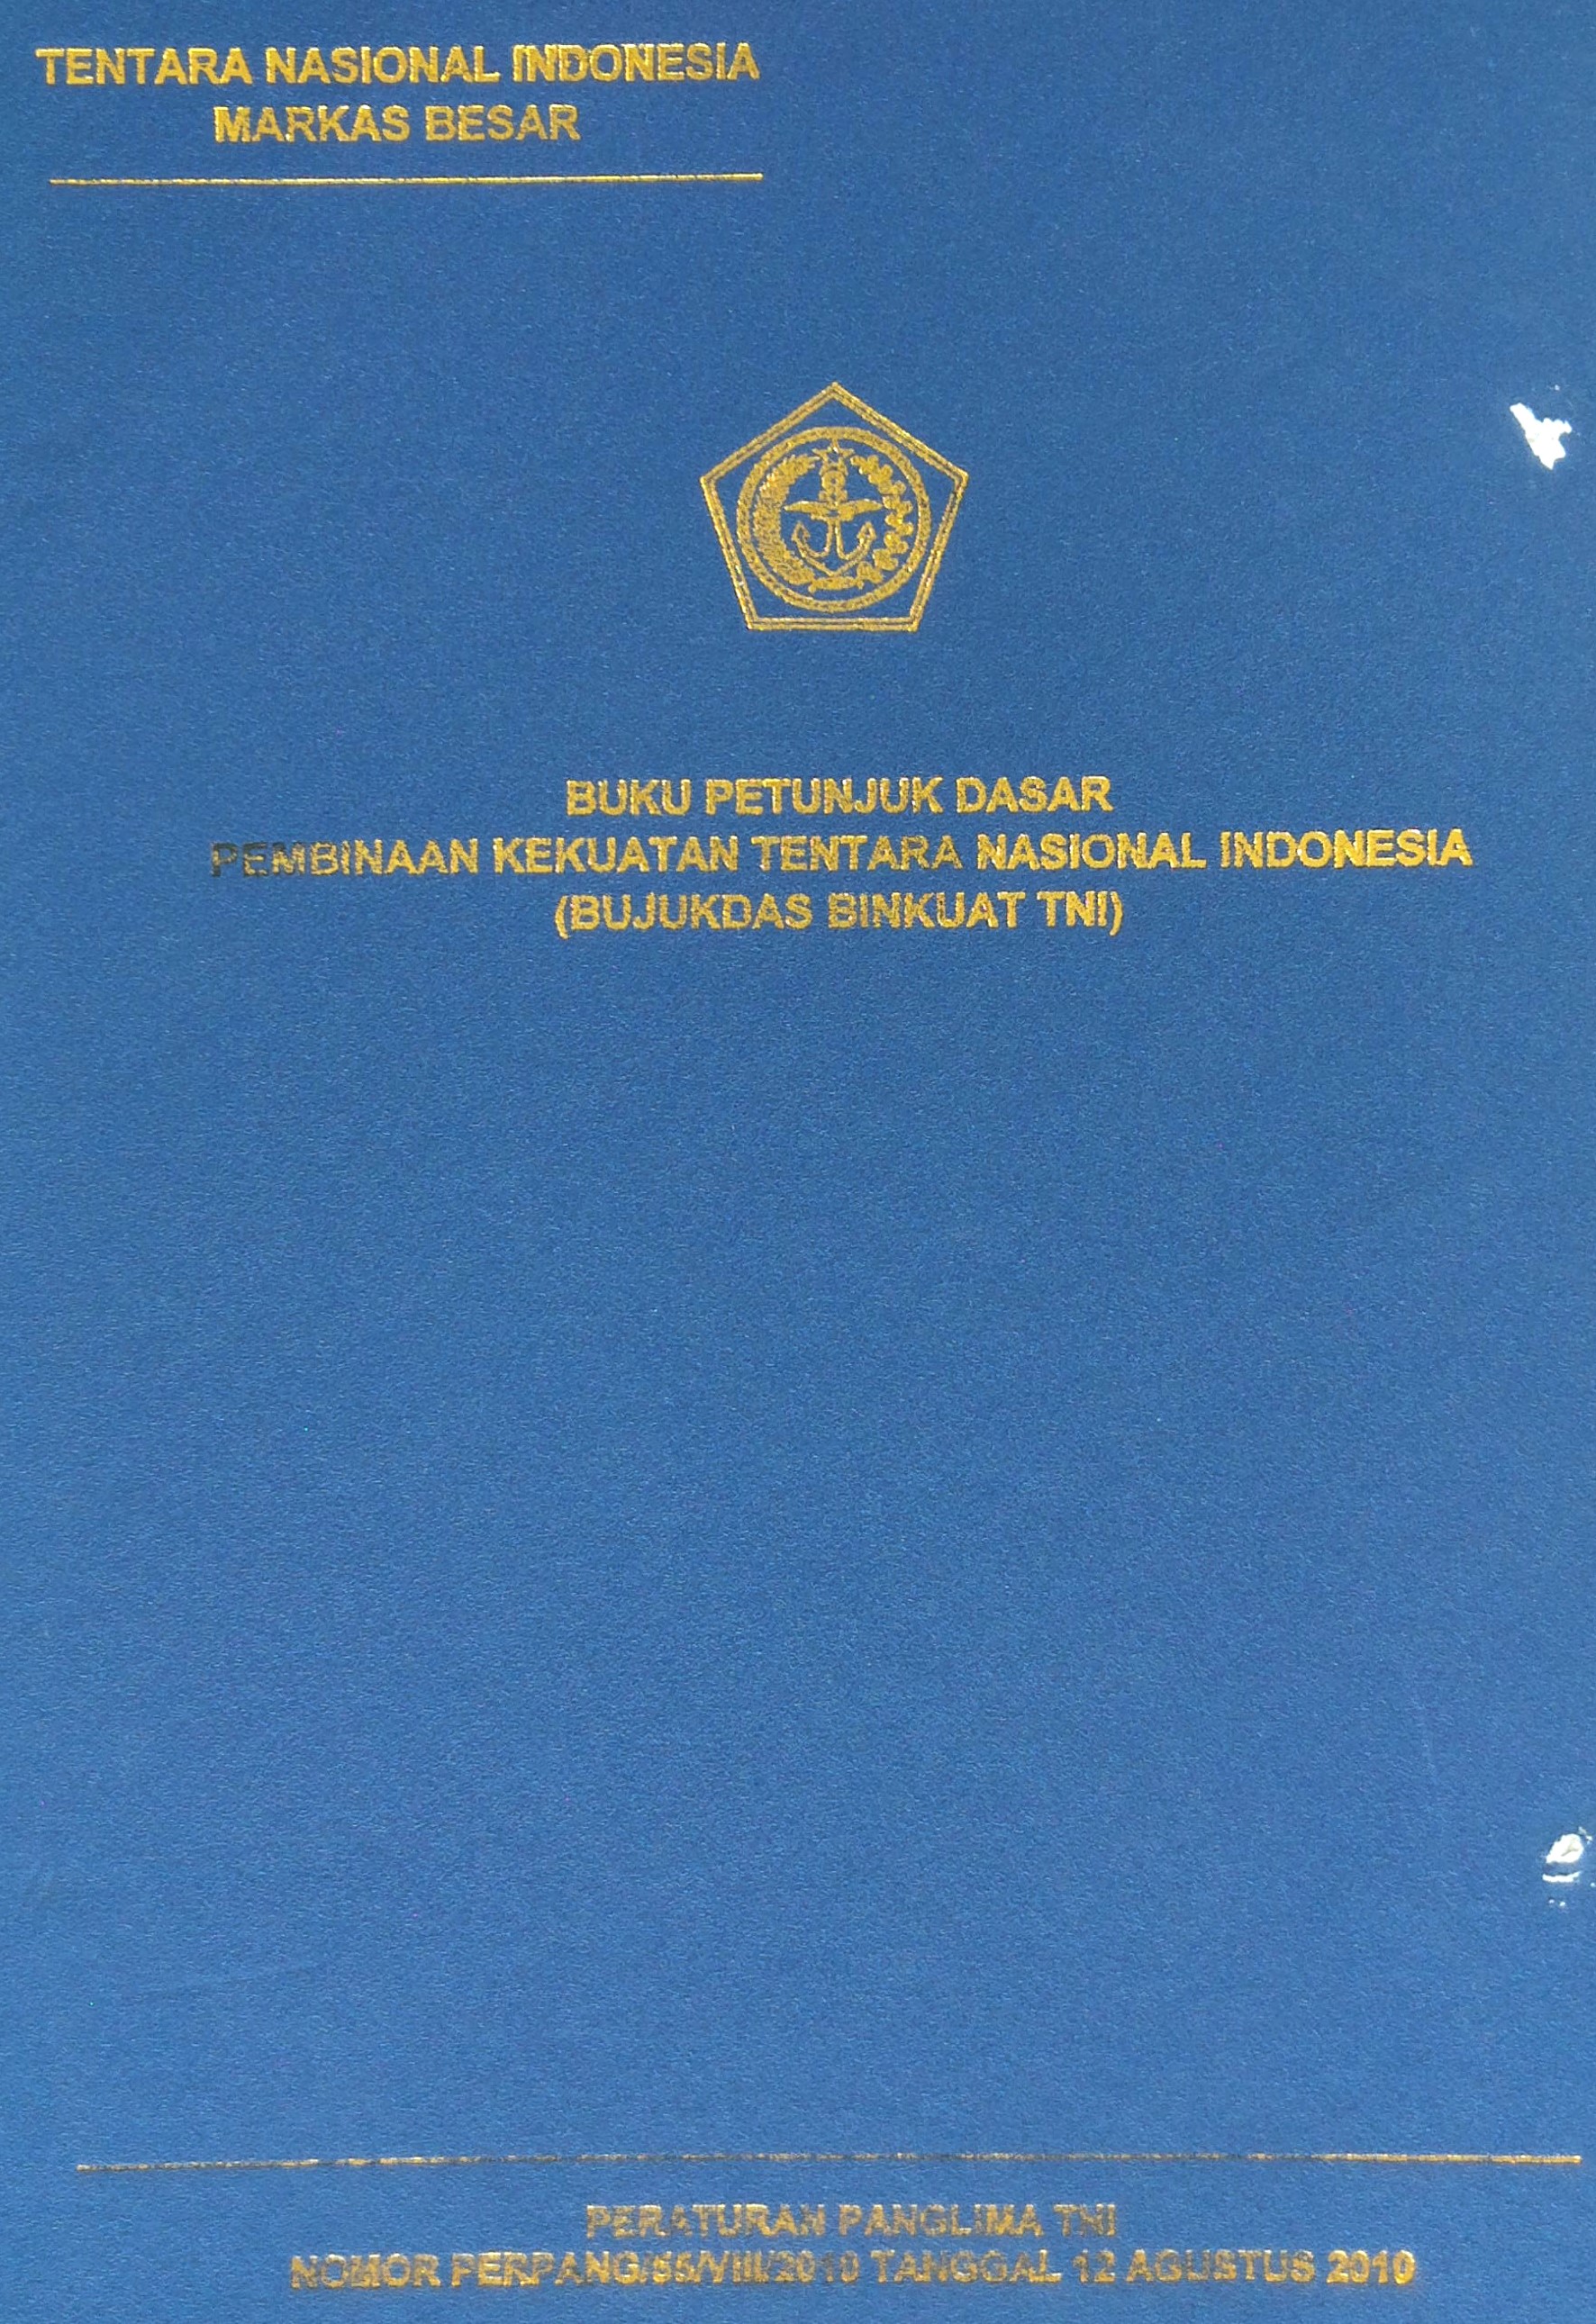 TENTARA NASIONAL INDONESIA
MARKAS BESAR
BUKU PETUNJUK DASAR
PEMBINAAN KEKUATAN TENTARA NASIONAL INDONESIA
(BUJUKDAS BINKUAT TNI)
PERATURAN PANGLIMA TNI
NOMOR PERPANG/55/VIII/2010 TANGGAL 12 AGUSTUS 2010